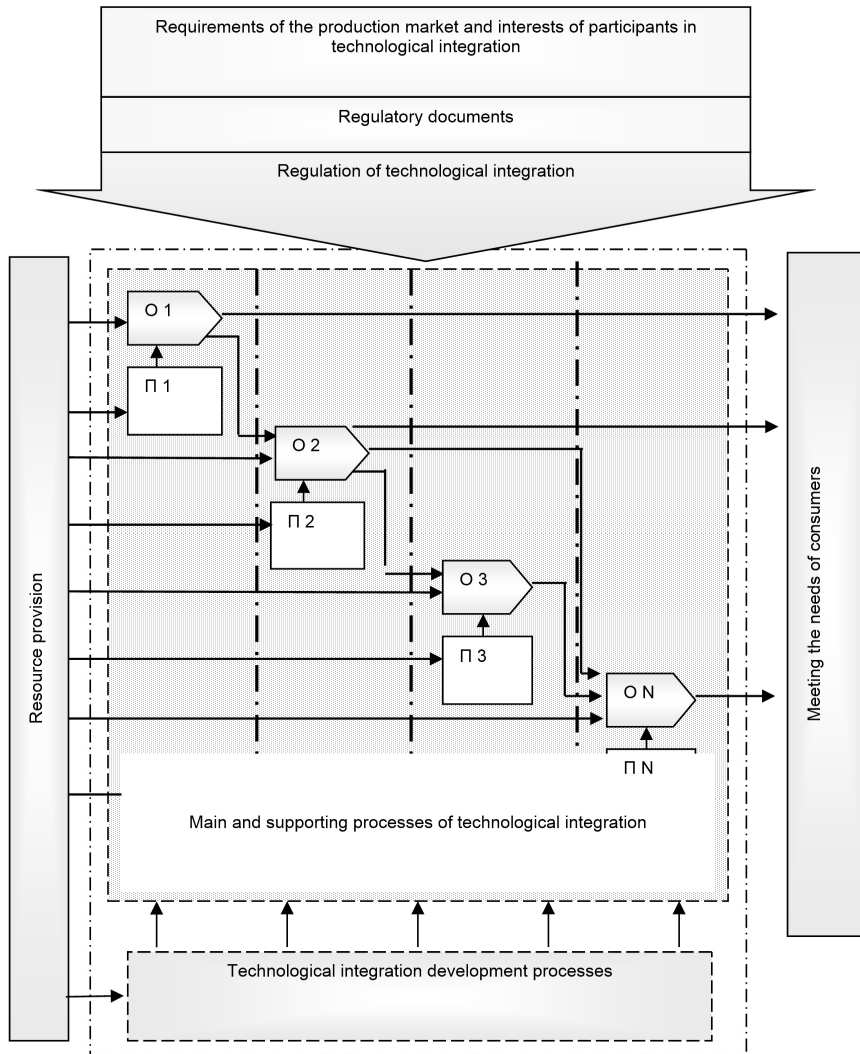 Requirements of the production market and interests of participants in
technological integration
Regulatory documents
Regulation of technological integration
Resource provision
О 1
П 1
О 2
П 2
О 3
П 3
О N
П N
Main and supporting processes of technological integration
Technological integration development processes
Meeting the needs of consumers